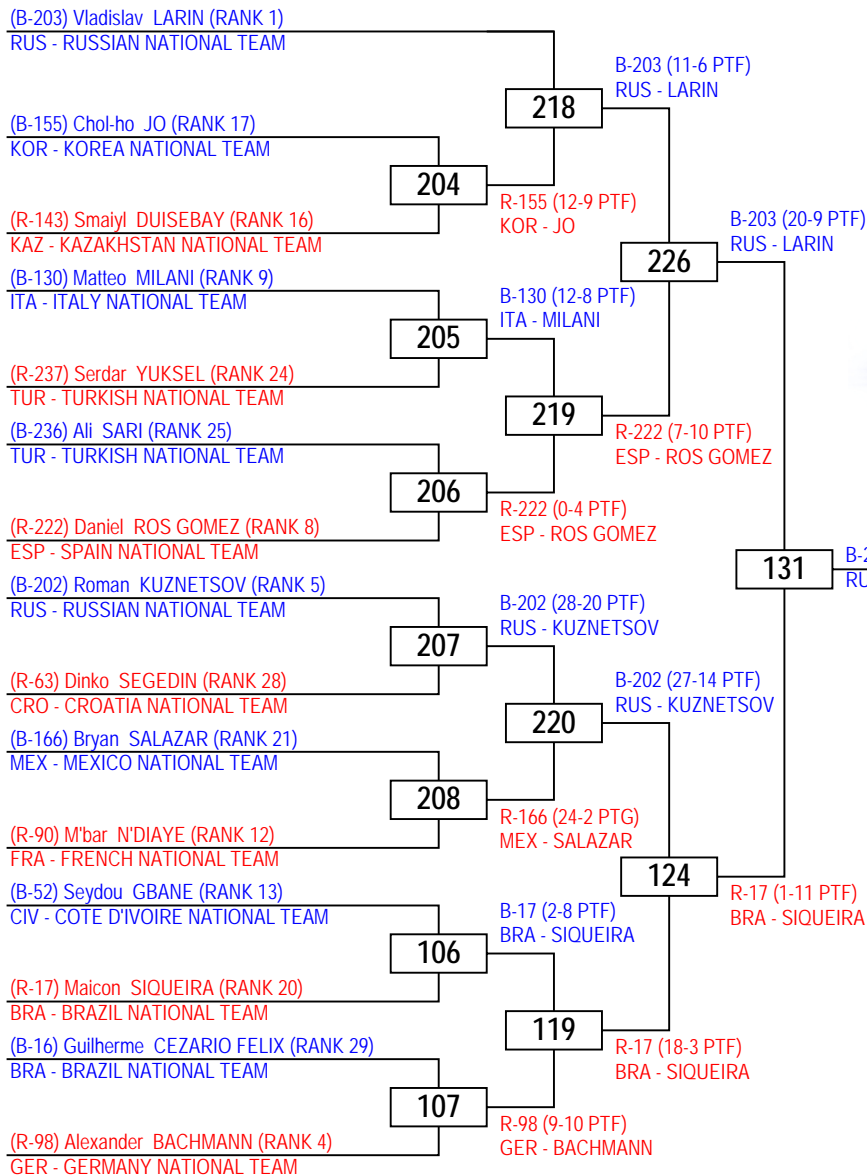 (B-203) Vladislav LARIN (RANK 1)
RUS - RUSSIAN NATIONAL TEAM
(B-155) Chol-ho JO (RANK 17)
KOR - KOREA NATIONAL TEAM
(R-143) Smaiyl DUISEBAY (RANK 16)
KAZ - KAZAKHSTAN NATIONAL TEAM
(B-130) Matteo MILANI (RANK 9)
ITA - ITALY NATIONAL TEAM
(R-237) Serdar YUKSEL (RANK 24)
TUR - TURKISH NATIONAL TEAM
(B-236) Ali SARI (RANK 25)
TUR - TURKISH NATIONAL TEAM
(R-222) Daniel ROS GOMEZ (RANK 8)
ESP - SPAIN NATIONAL TEAM
(B-202) Roman KUZNETSOV (RANK 5)
RUS - RUSSIAN NATIONAL TEAM
(R-63) Dinko SEGEDIN (RANK 28)
CRO - CROATIA NATIONAL TEAM
(B-166) Bryan SALAZAR (RANK 21)
MEX - MEXICO NATIONAL TEAM
(R-90) M'bar N'DIAYE (RANK 12)
FRA - FRENCH NATIONAL TEAM
(B-52) Seydou GBANE (RANK 13)
CIV - COTE D'IVOIRE NATIONAL TEAM
(R-17) Maicon SIQUEIRA (RANK 20)
BRA - BRAZIL NATIONAL TEAM
(B-16) Guilherme CEZARIO FELIX (RANK 29)
BRA - BRAZIL NATIONAL TEAM
(R-98) Alexander BACHMANN (RANK 4)
GER - GERMANY NATIONAL TEAM
204
205
206
207
208
106
107
R-155 (12-9 PTF)
KOR - JO
B-130 (12-8 PTF)
ITA - MILANI
R-222 (0-4 PTF)
ESP - ROS GOMEZ
B-202 (28-20 PTF)
RUS - KUZNETSOV
R-166 (24-2 PTG)
MEX - SALAZAR
B-17 (2-8 PTF)
BRA - SIQUEIRA
R-98 (9-10 PTF)
GER - BACHMANN
218
219
220
119
B-203 (11-6 PTF)
RUS - LARIN
R-222 (7-10 PTF)
ESP - ROS GOMEZ
B-202 (27-14 PTF)
RUS - KUZNETSOV
R-17 (18-3 PTF)
BRA - SIQUEIRA
226
124
B-203 (20-9 PTF)
RUS - LARIN
R-17 (1-11 PTF)
BRA - SIQUEIRA
131